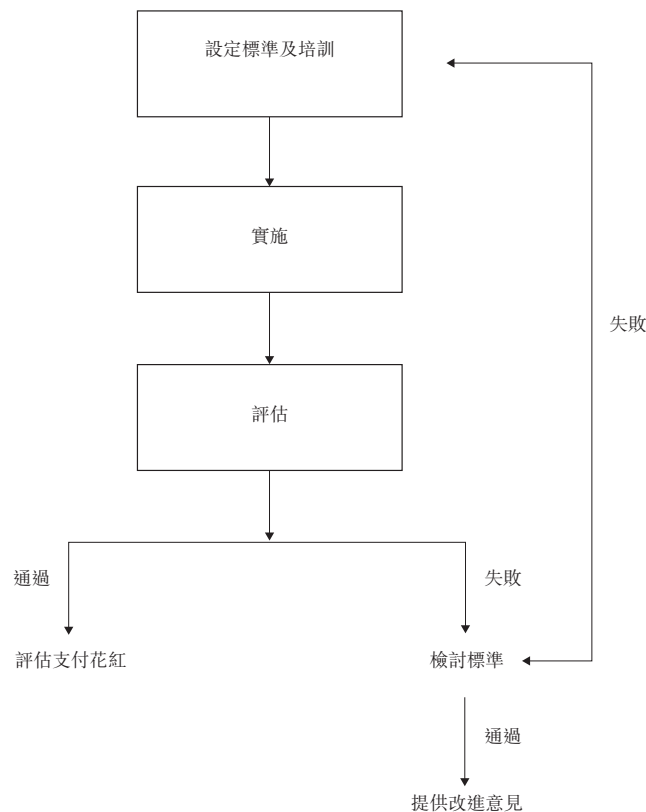 設定標準及培訓
實施
失敗
評估
通過
失敗
評估支付花紅
檢討標準
通過
提供改進意見